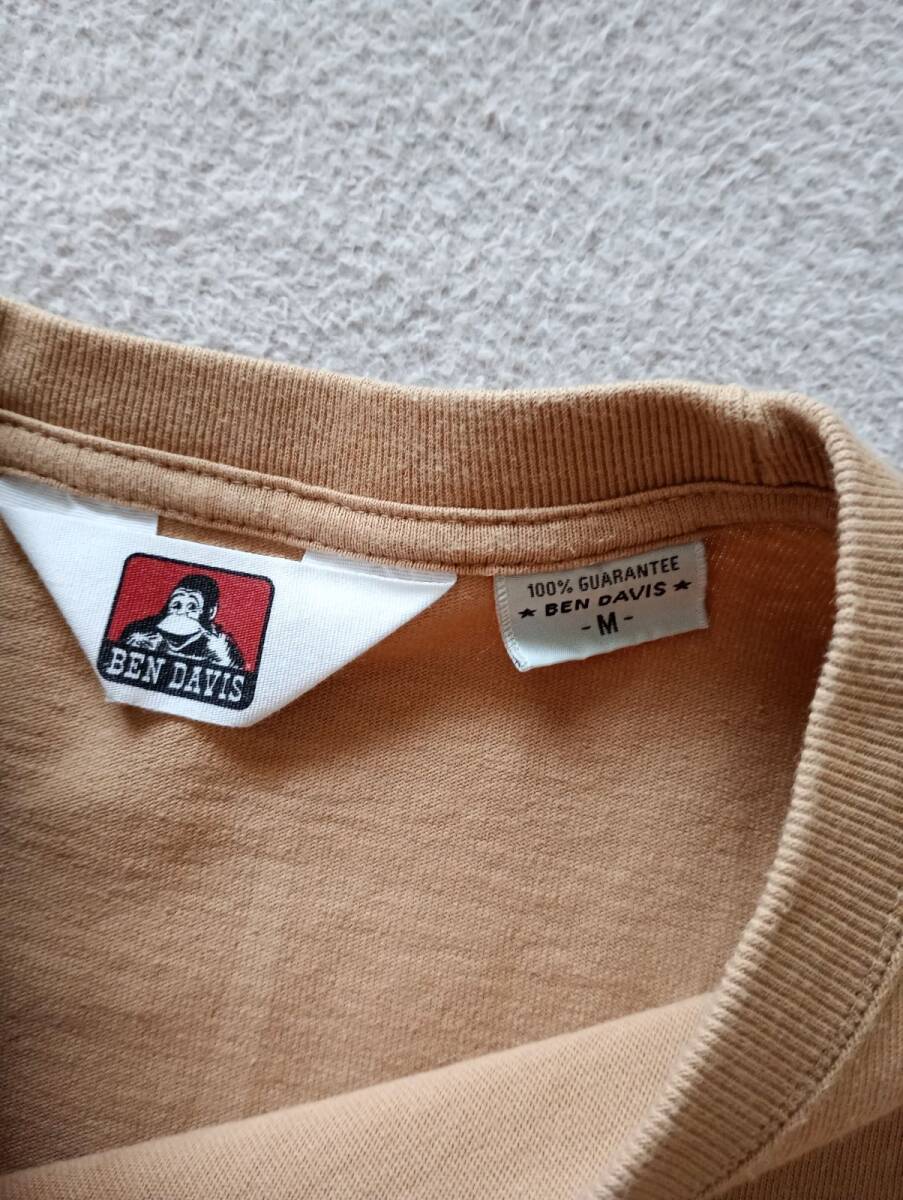 BEN DAVIS
100% GUARANTEE
★ BEN DAVIS ★
- M -